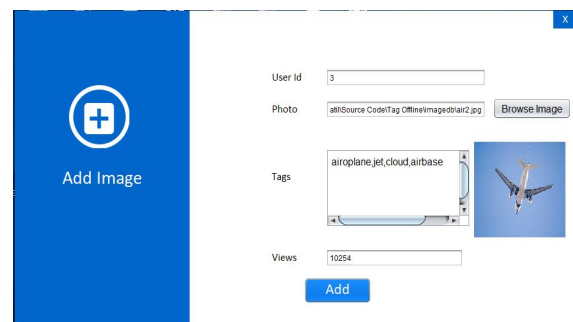 X
User Id
3
Photo
atil\Source Code\Tag Offline\imagedb\air2.jpg
Browse Image
Add Image
Tags
airoplane,jet,cloud,airbase
Views
10254
Add